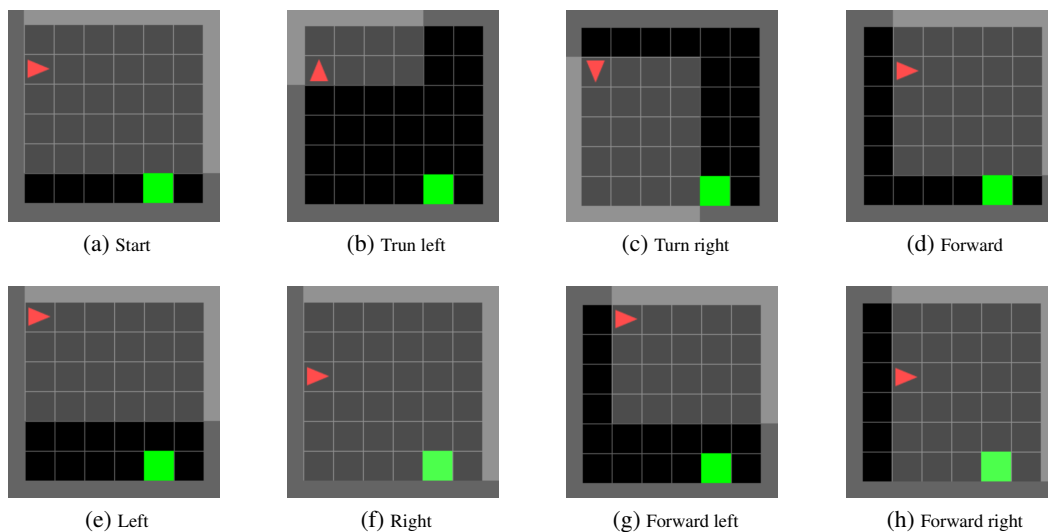 (a) Start
(b) Trun left
(c) Turn right
(d) Forward
(e) Left
(f) Right
(g) Forward left
(h) Forward right